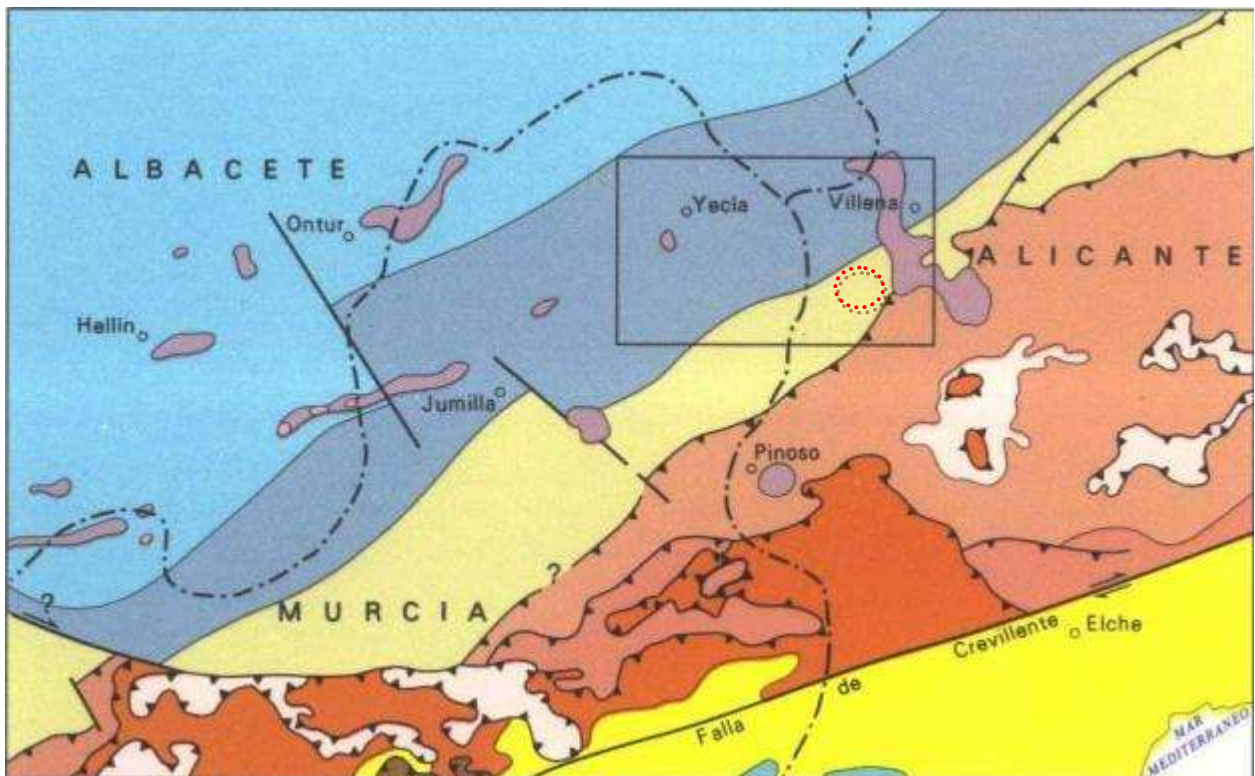 ALBACETE
Ontur
Yecla
Villena
ALICANTE
Hellin
Jumilla
Pinoso
?
?
MURCIA
Falla de Crevillente
Elche
MAR
MEDITERRANEO